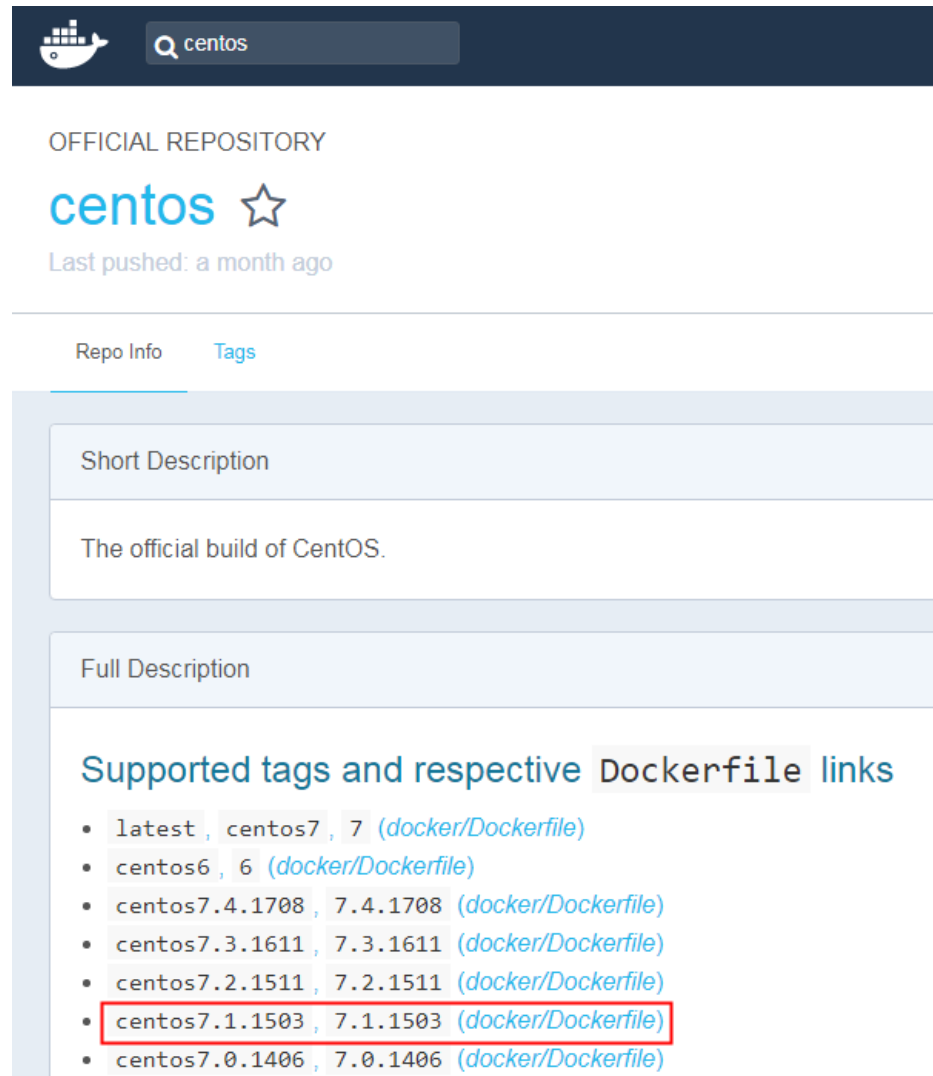 centos
OFFICIAL REPOSITORY
centos
Last pushed: a month ago
Repo Info Tags
Short Description
The official build of CentOS.
Full Description
Supported tags and respective Dockerfile links
• latest , centos7 , 7 (docker/Dockerfile)
• centos6 , 6 (docker/Dockerfile)
• centos7.4.1708 , 7.4.1708 (docker/Dockerfile)
• centos7.3.1611 , 7.3.1611 (docker/Dockerfile)
• centos7.2.1511 , 7.2.1511 (docker/Dockerfile)
• centos7.1.1503 , 7.1.1503 (docker/Dockerfile)
• centos7.0.1406 , 7.0.1406 (docker/Dockerfile)